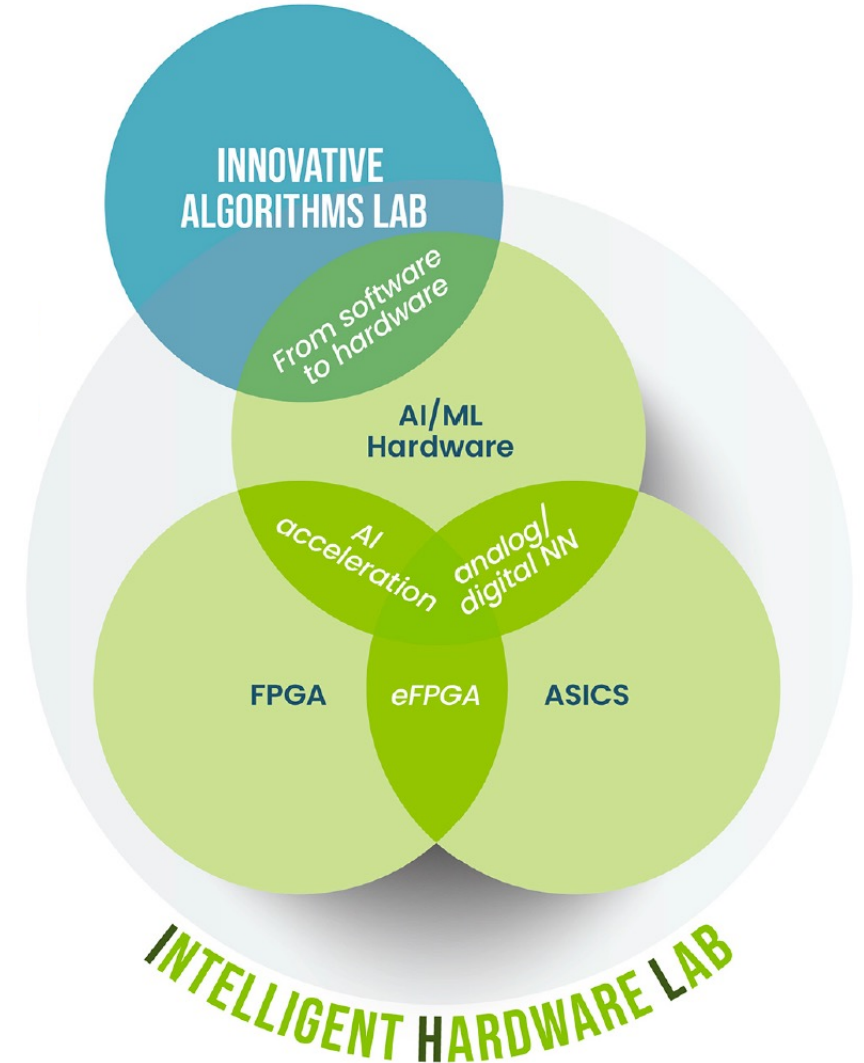 INNOVATIVE
ALGORITHMS LAB
From software
to hardware
AI/ML
Hardware
AI
acceleration
analog/
digital NN
FPGA
eFPGA
ASICS
INTELLIGENT HARDWARE LAB